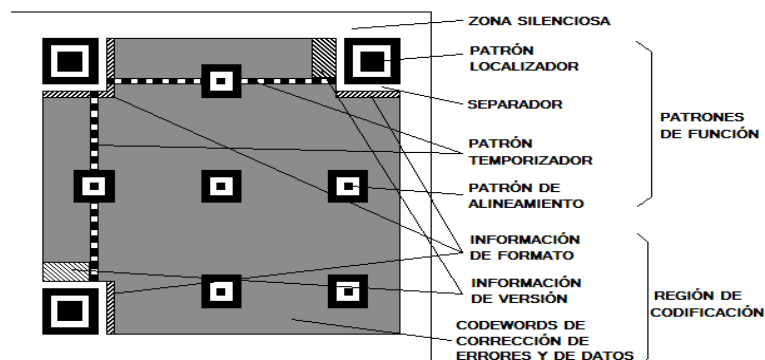 ZONA SILENCIOSA
PATRÓN
LOCALIZADOR
SEPARADOR
PATRONES
DE FUNCIÓN
PATRÓN
TEMPORIZADOR
PATRÓN DE
ALINEAMIENTO
INFORMACIÓN
DE FORMATO
INFORMACIÓN
DE VERSIÓN
REGIÓN DE
CODIFICACIÓN
CODEWORDS DE
CORRECCIÓN DE
ERRORES Y DE DATOS